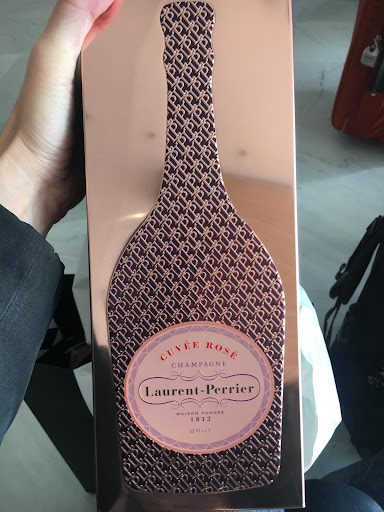 CUVÉE ROSÉ
CHAMPAGNE
Laurent-Perrier
MAISON FONDÉE
1812
BRUT